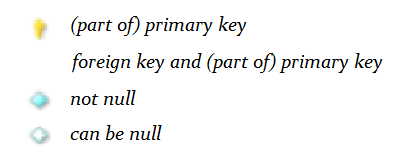 (part of) primary key
foreign key and (part of) primary key
not null
can be null